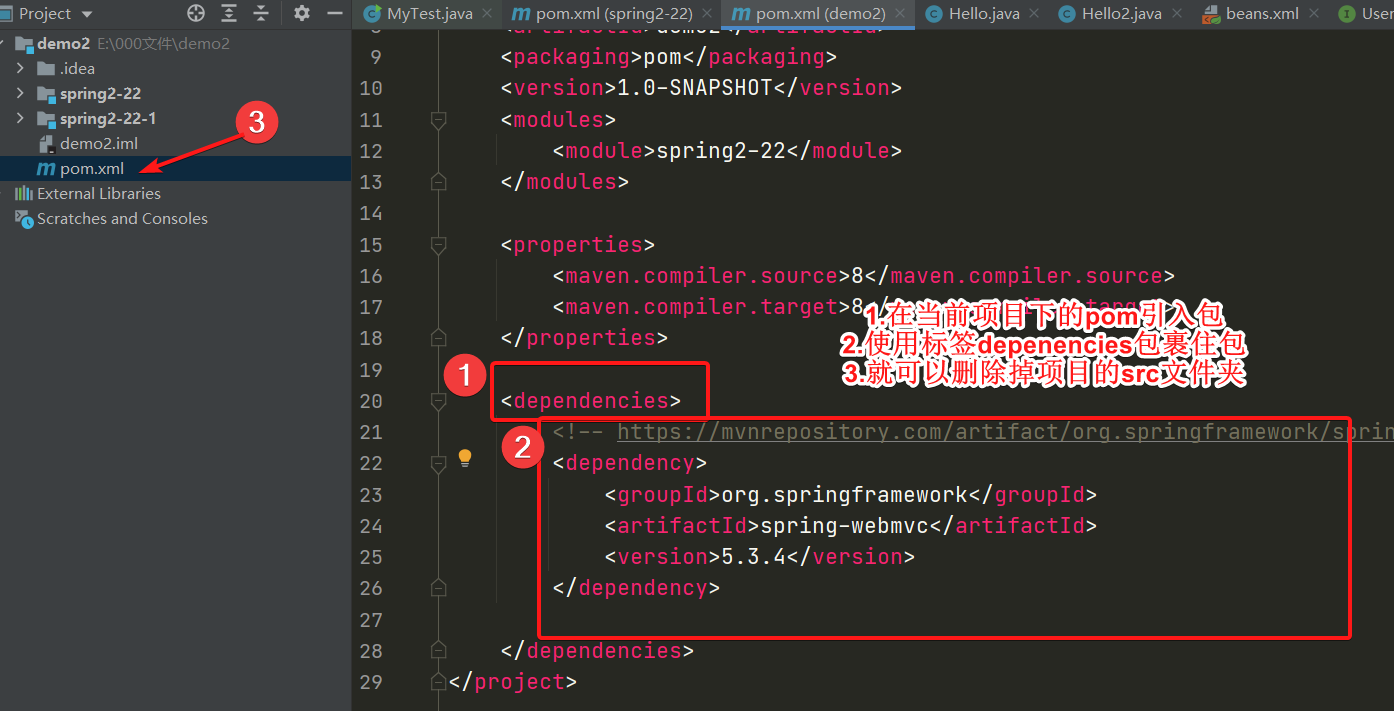 Project
MyTest.java
pom.xml (spring2-22)
pom.xml (demo2)
Hello.java
Hello2.java
beans.xml
User
demo2 E:\000文件\demo2
.idea
spring2-22
spring2-22-1
demo2.iml
pom.xml
External Libraries
Scratches and Consoles
3
8 <artifactId>demo2</artifactId>
9 <packaging>pom</packaging>
10 <version>1.0-SNAPSHOT</version>
11 <modules>
12 <module>spring2-22</module>
13 </modules>
14
15 <properties>
16 <maven.compiler.source>8</maven.compiler.source>
17 <maven.compiler.target>8</maven.compiler.target>
18 </properties>
1.在当前项目下的pom引入包
2.使用标签depenencies包裹住包
3.就可以删除掉项目的src文件夹
19
1
20 <dependencies>
21 <!-- https://mvnrepository.com/artifact/org.springframework/sprin
2
22 <dependency>
23 <groupId>org.springframework</groupId>
24 <artifactId>spring-webmvc</artifactId>
25 <version>5.3.4</version>
26 </dependency>
27
28 </dependencies>
29 </project>